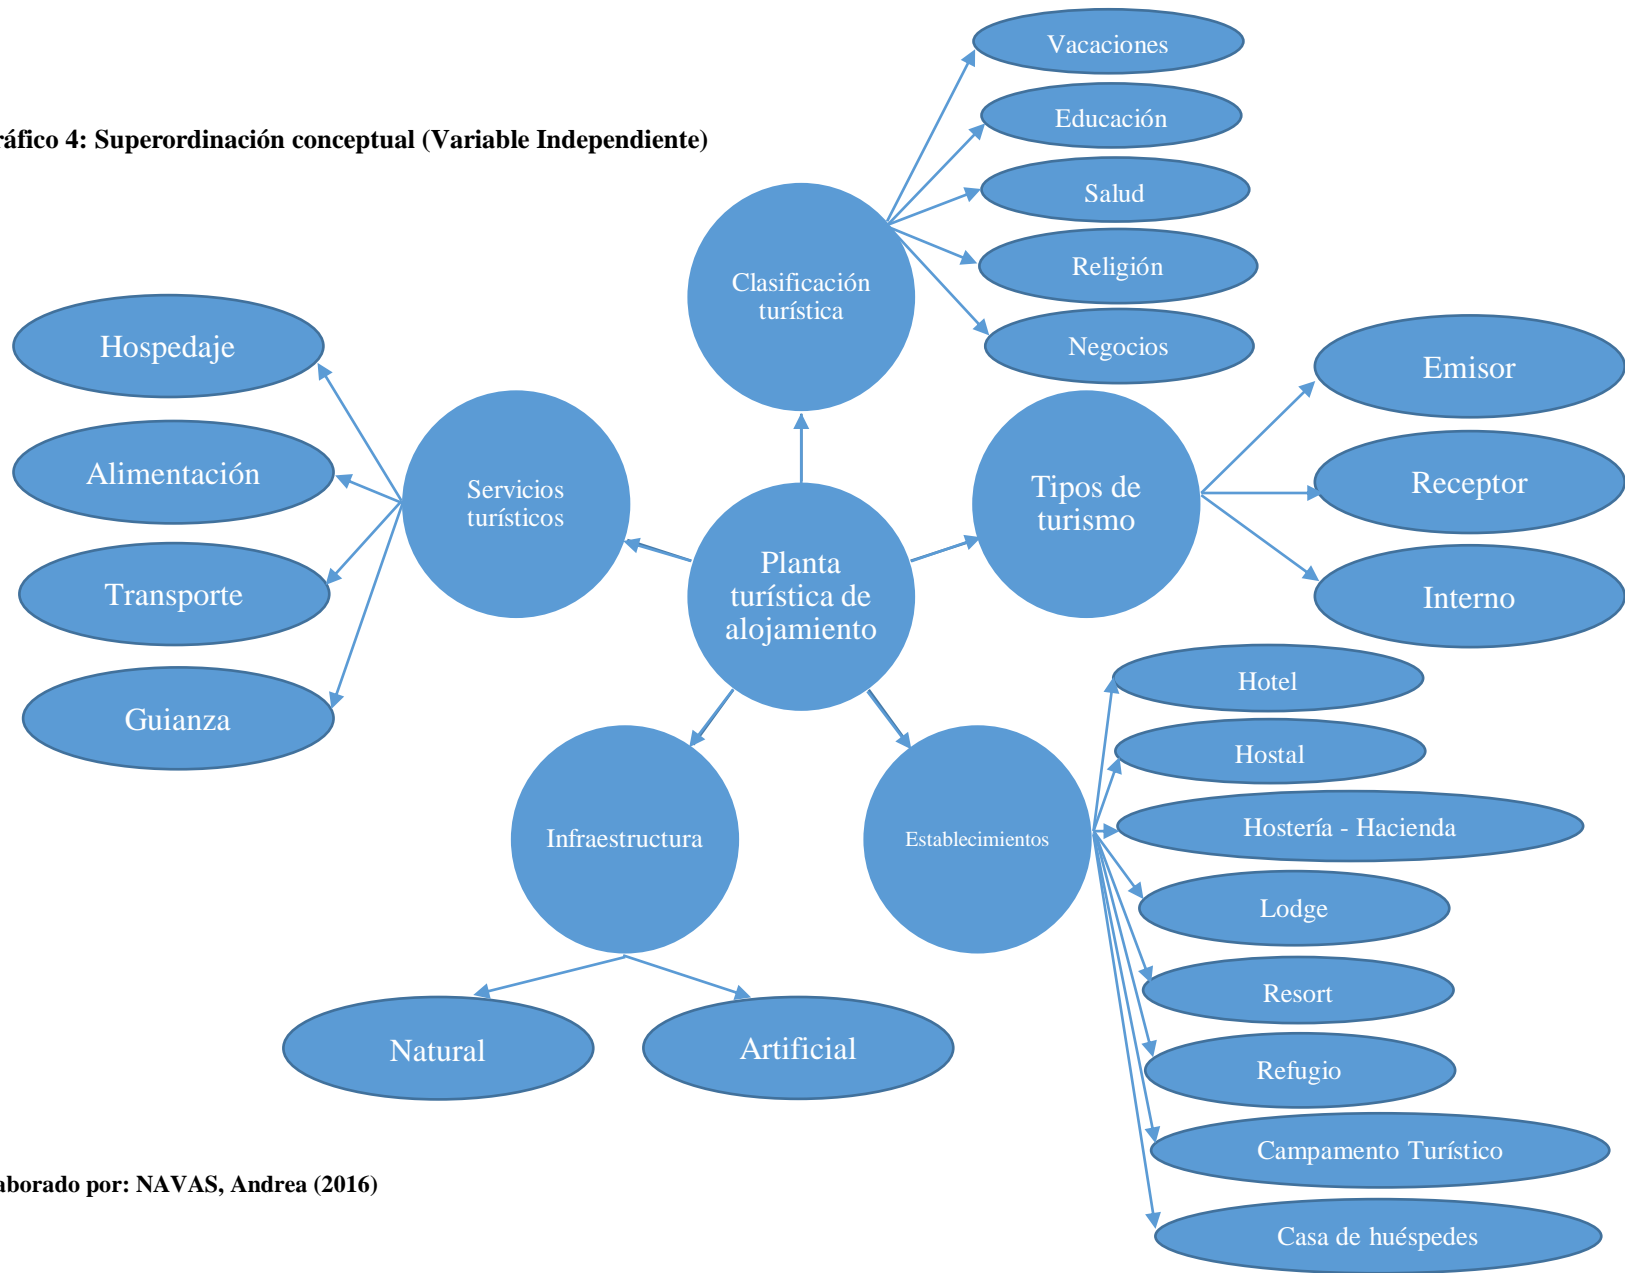 Vacaciones
Educación
ráfico 4: Superordinación conceptual (Variable Independiente)
Salud
Religión
Clasificación
turística
Negocios
Hospedaje
Emisor
Alimentación
Servicios
turísticos
Tipos de
turismo
Receptor
Planta
turística de
alojamiento
Transporte
Interno
Guianza
Hotel
Hostal
Hostería - Hacienda
Infraestructura
Establecimientos
Lodge
Resort
Natural
Artificial
Refugio
Campamento Turístico
aborado por: NAVAS, Andrea (2016)
Casa de huéspedes